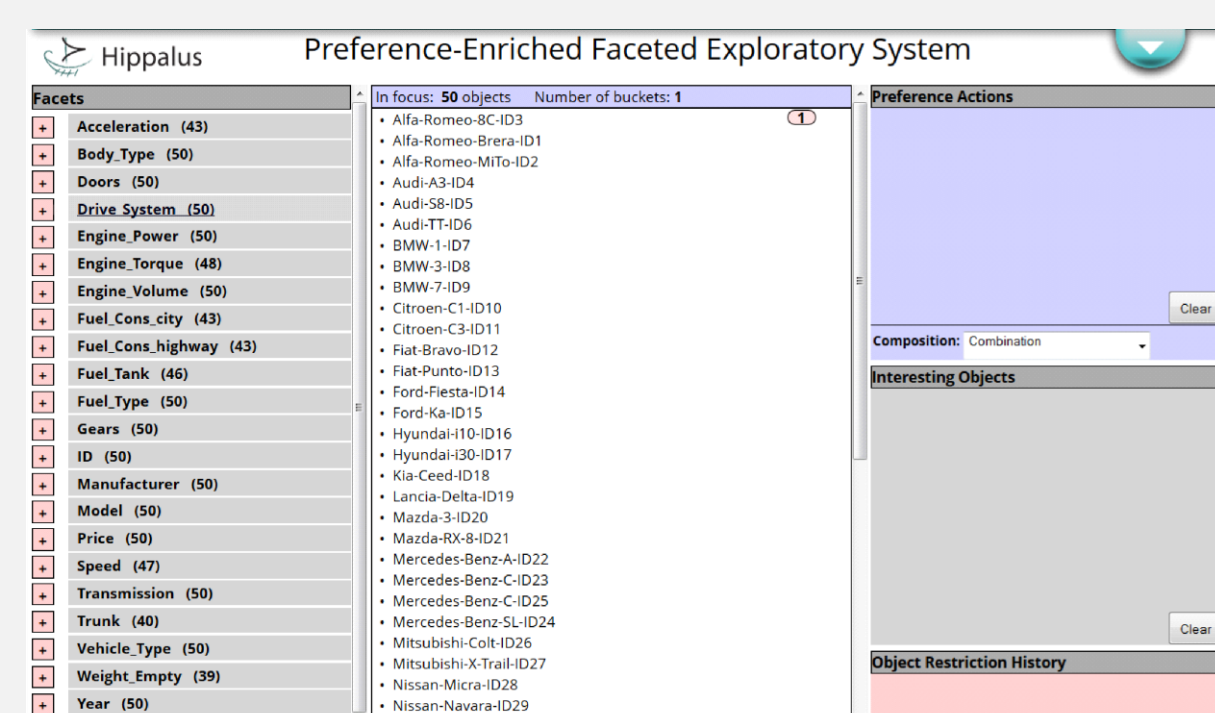 Hippalus
Preference-Enriched Faceted Exploratory System
Facets
+ Acceleration (43)
+ Body_Type (50)
+ Doors (50)
+ Drive_System (50)
+ Engine_Power (50)
+ Engine_Torque (48)
+ Engine_Volume (50)
+ Fuel_Cons_city (43)
+ Fuel_Cons_highway (43)
+ Fuel_Tank (46)
+ Fuel_Type (50)
+ Gears (50)
+ ID (50)
+ Manufacturer (50)
+ Model (50)
+ Price (50)
+ Speed (47)
+ Transmission (50)
+ Trunk (40)
+ Vehicle_Type (50)
+ Weight_Empty (39)
+ Year (50)
In focus: 50 objects Number of buckets: 1
• Alfa-Romeo-8C-ID3 1
• Alfa-Romeo-Brera-ID1
• Alfa-Romeo-MiTo-ID2
• Audi-A3-ID4
• Audi-S8-ID5
• Audi-TT-ID6
• BMW-1-ID7
• BMW-3-ID8
• BMW-7-ID9
• Citroen-C1-ID10
• Citroen-C3-ID11
• Fiat-Bravo-ID12
• Fiat-Punto-ID13
• Ford-Fiesta-ID14
• Ford-Ka-ID15
• Hyundai-i10-ID16
• Hyundai-i30-ID17
• Kia-Ceed-ID18
• Lancia-Delta-ID19
• Mazda-3-ID20
• Mazda-RX-8-ID21
• Mercedes-Benz-A-ID22
• Mercedes-Benz-C-ID23
• Mercedes-Benz-C-ID25
• Mercedes-Benz-SL-ID24
• Mitsubishi-Colt-ID26
• Mitsubishi-X-Trail-ID27
• Nissan-Micra-ID28
• Nissan-Navara-ID29
Preference Actions
Clear
Composition: Combination
Interesting Objects
Clear
Object Restriction History